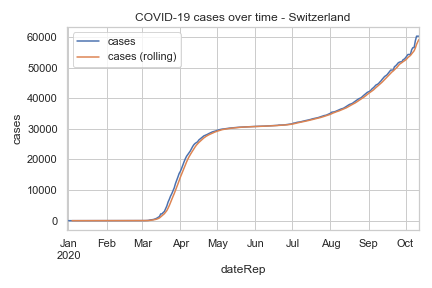 COVID-19 cases over time - Switzerland
cases
cases (rolling)
60000
50000
40000
30000
20000
10000
0
cases
Jan Feb Mar Apr May Jun Jul Aug Sep Oct
2020
dateRep